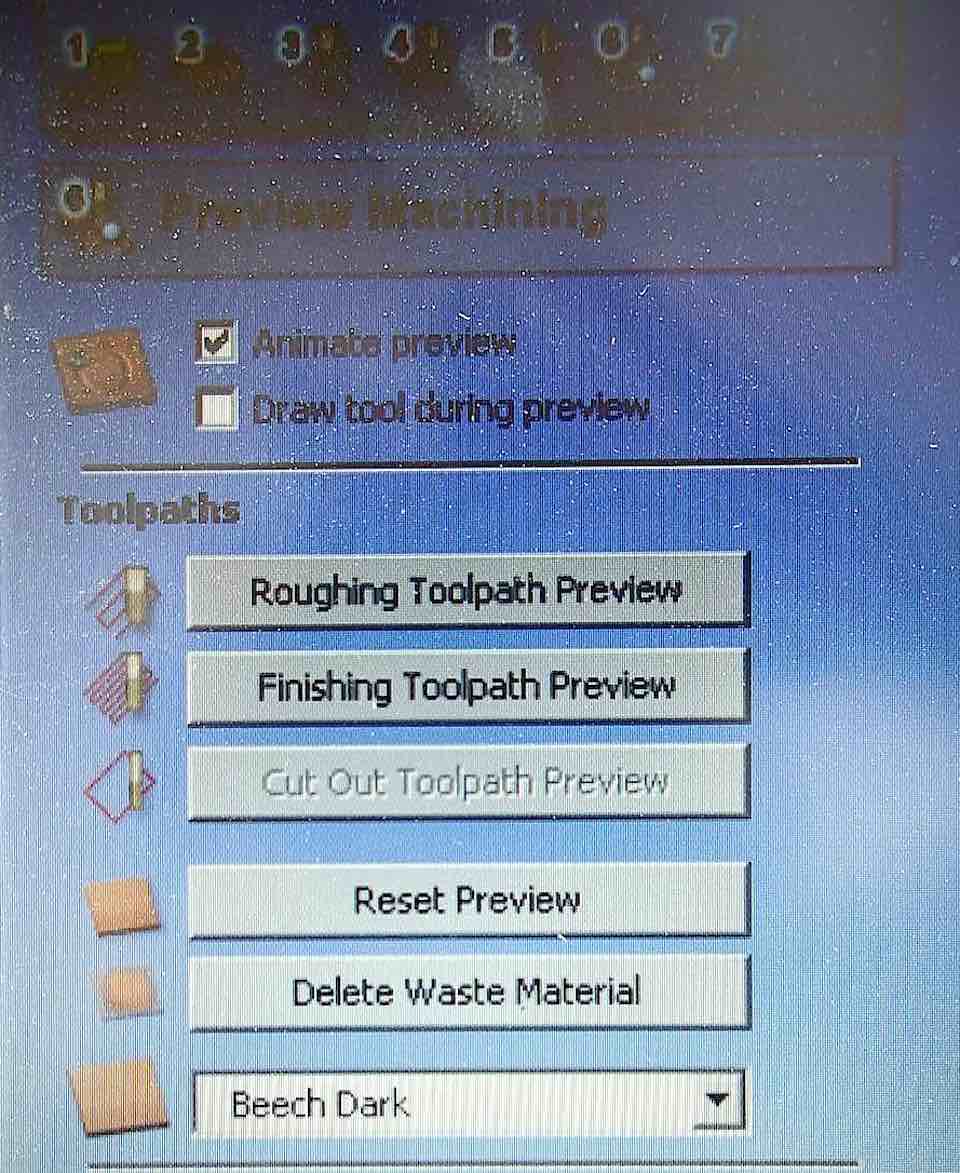 1 2 3 4 5 6 7
6 Preview Machining
Animate preview
Draw tool during preview
Toolpaths
Roughing Toolpath Preview
Finishing Toolpath Preview
Cut Out Toolpath Preview
Reset Preview
Delete Waste Material
Beech Dark